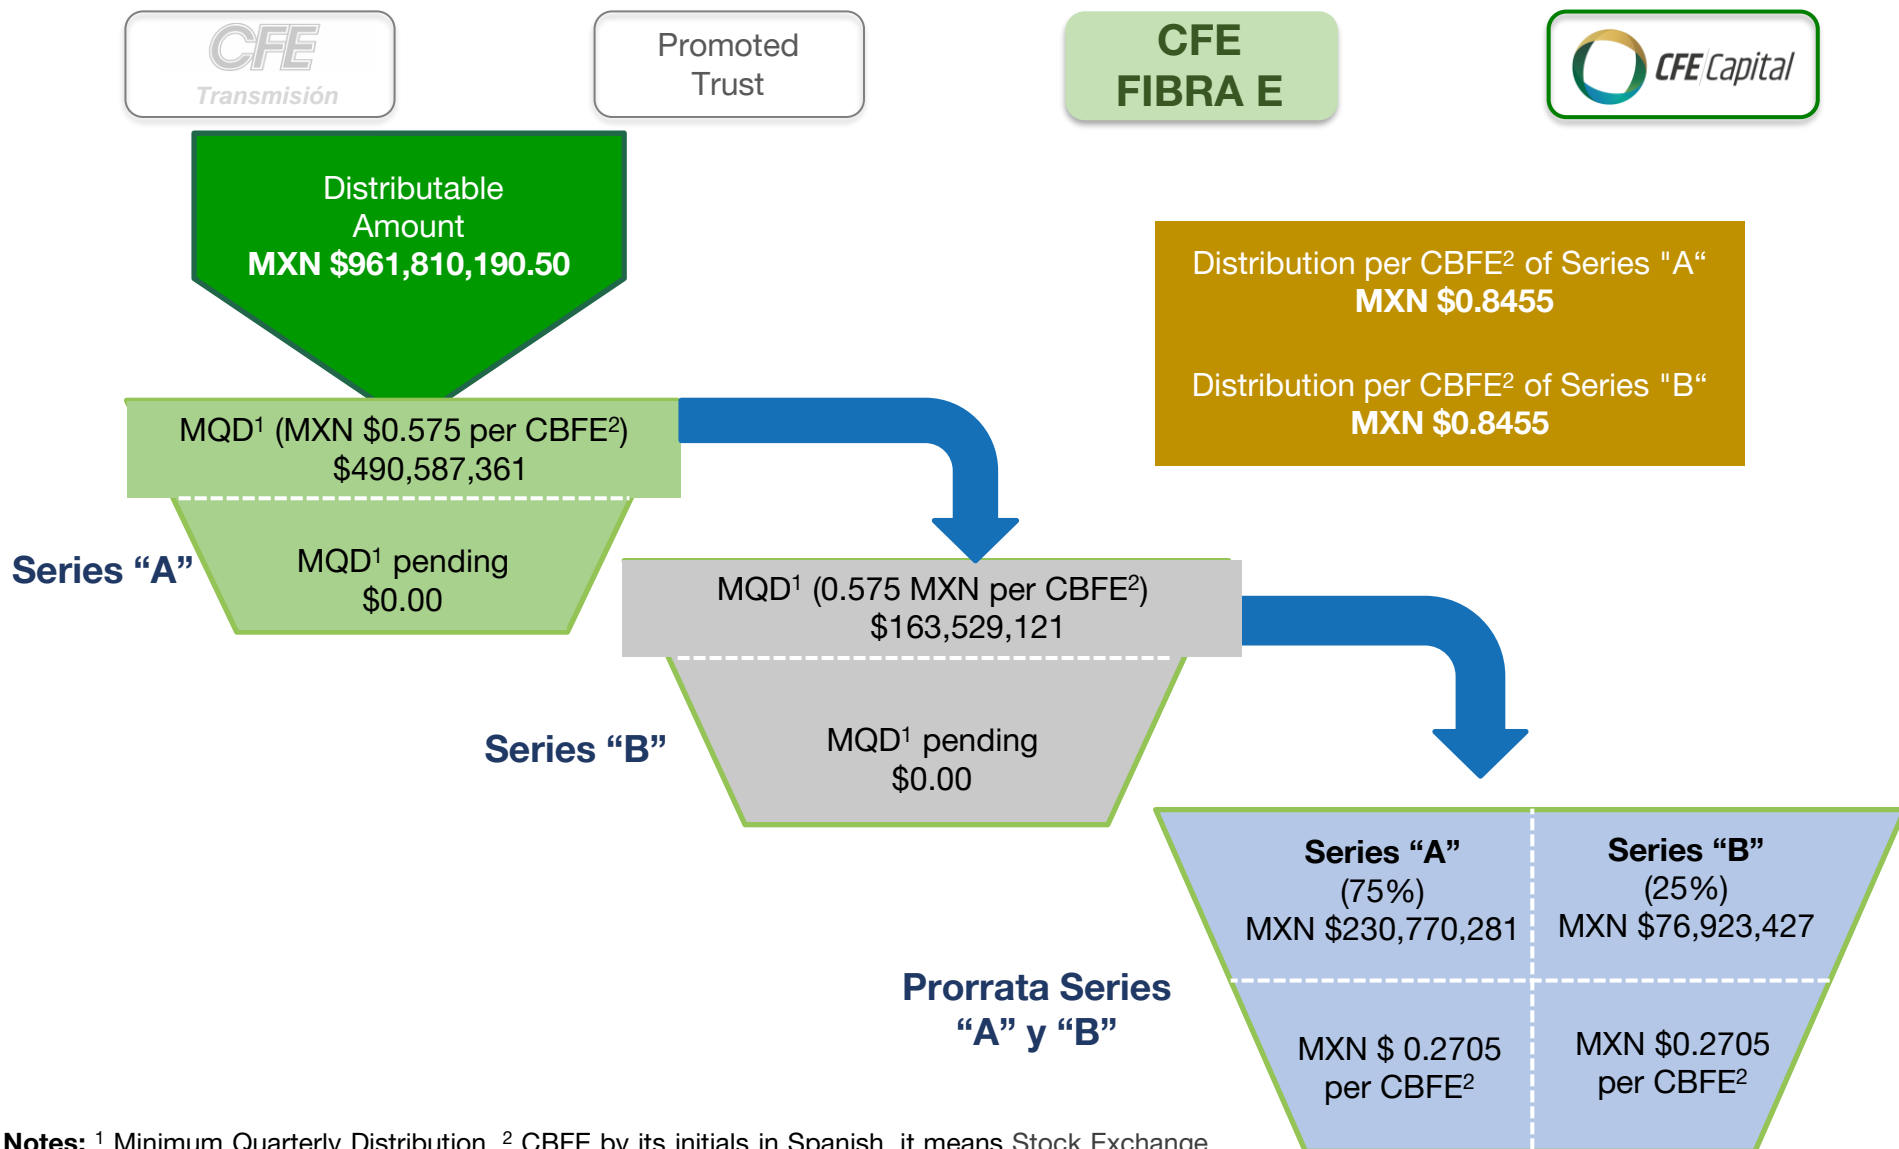 CFE
Transmisión
Promoted
Trust
CFE
FIBRA E
CFE Capital
Distributable
Amount
MXN $961,810,190.50
Distribution per CBFE² of Series "A“
MXN $0.8455
Distribution per CBFE² of Series "B“
MXN $0.8455
MQD¹ (MXN $0.575 per CBFE²)
$490,587,361
Series “A”
MQD¹ pending
$0.00
MQD¹ (0.575 MXN per CBFE²)
$163,529,121
Series “B”
MQD¹ pending
$0.00
Series “A”
(75%)
MXN $230,770,281
Series “B”
(25%)
MXN $76,923,427
Prorrata Series
“A” y “B”
MXN $ 0.2705
per CBFE²
MXN $0.2705
per CBFE²
Notes: ¹ Minimum Quarterly Distribution. ² CBFE by its initials in Spanish, it means Stock Exchange